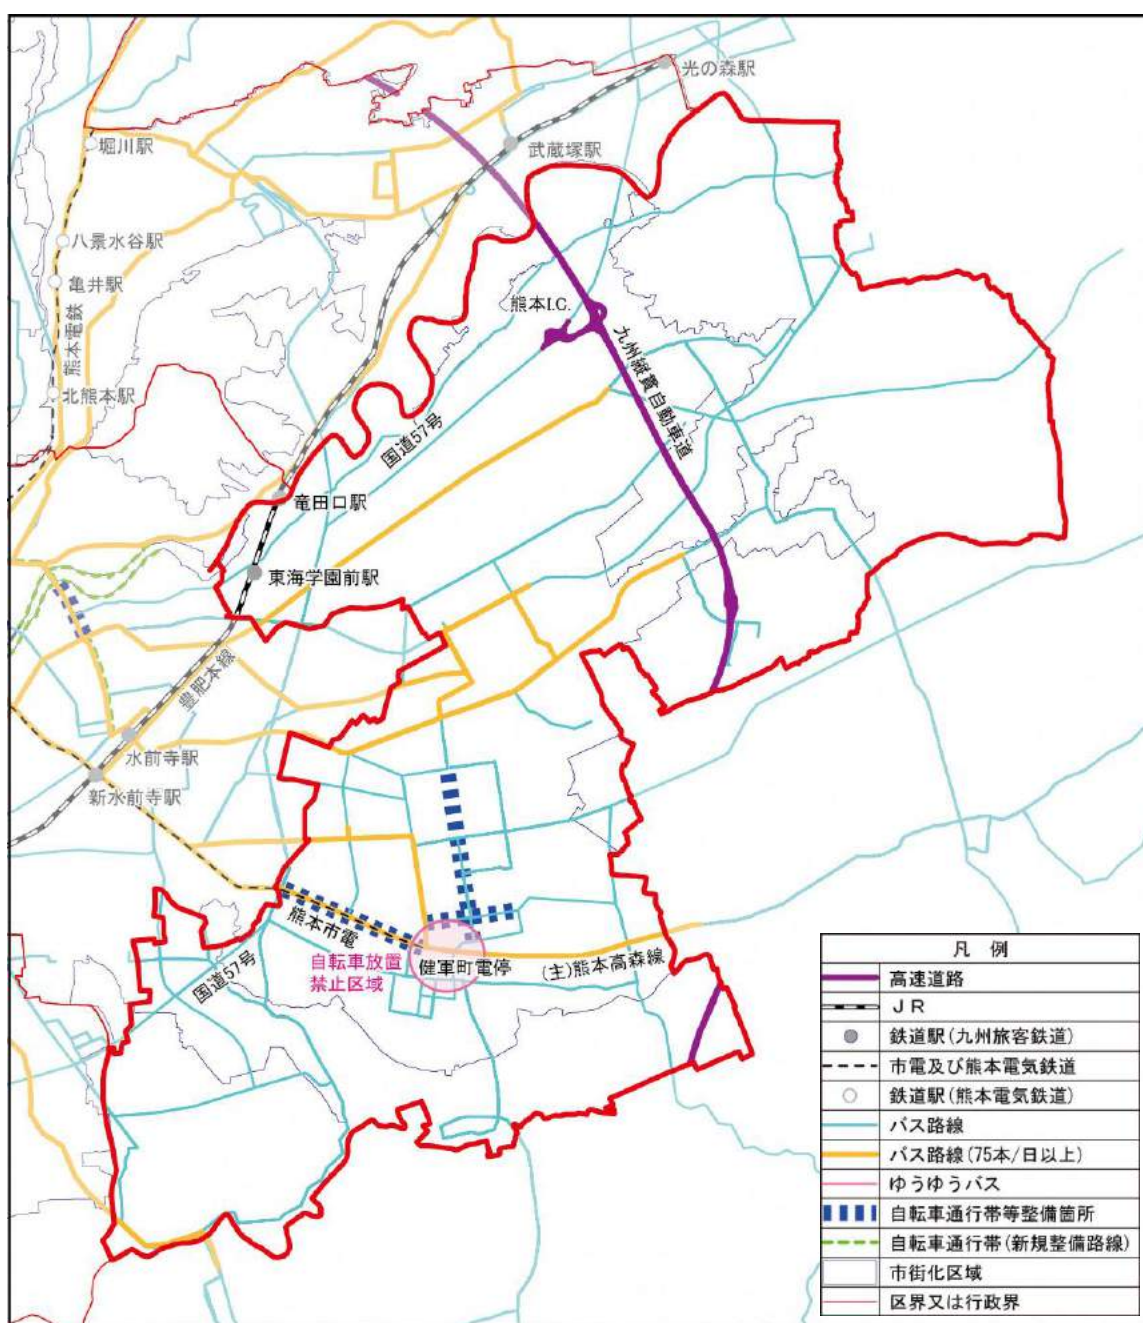 光の森駅
堀川駅
武蔵塚駅
八景水谷駅
亀井駅
熊本I.C.
熊本電鉄
九州縦貫自動車道
北熊本駅
国道57号
竜田口駅
東海学園前駅
豊肥本線
水前寺駅
新水前寺駅
熊本市電
国道57号
自転車放置
禁止区域
健軍町電停
(主)熊本高森線
凡 例
高速道路
ＪＲ
鉄道駅(九州旅客鉄道)
市電及び熊本電気鉄道
鉄道駅(熊本電気鉄道)
バス路線
バス路線(75本/日以上)
ゆうゆうバス
自転車通行帯等整備箇所
自転車通行帯(新規整備路線)
市街化区域
区界又は行政界